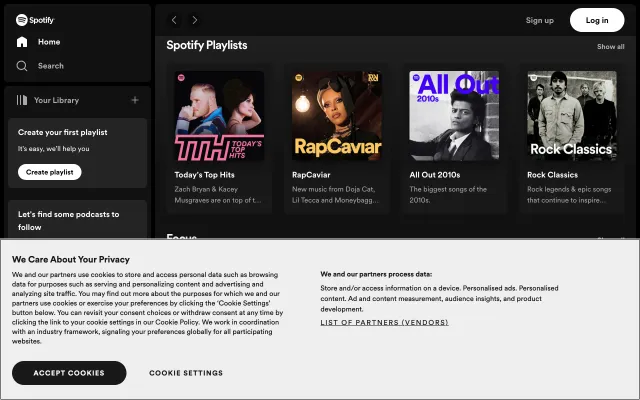 Spotify
Home
Search
Your Library
Create your first playlist
It's easy, we'll help you
Create playlist
Let's find some podcasts to
follow
Sign up
Log in
Spotify Playlists
Show all
TODAY'S
TOP
HITS
Today's Top Hits
Zach Bryan & Kacey
Musgraves are on top of t...
RapCaviar
RapCaviar
New music from Doja Cat,
Lil Tecca and Moneybagg...
All Out
2010s
All Out 2010s
The biggest songs of the
2010s.
Rock Classics
Rock Classics
Rock legends & epic songs
that continue to inspire...
Focus
We Care About Your Privacy
We and our partners use cookies to store and access personal data such as browsing
data for purposes such as serving and personalizing content and advertising and
analyzing site traffic. You may find out more about the purposes for which we and our
partners use cookies or exercise your preferences by clicking the 'Cookie Settings'
button below. You can revisit your consent choices or withdraw consent at any time by
clicking the link to your cookie settings in our Cookie Policy. We work in coordination
with an industry framework, signaling your preferences globally for all participating
websites.
We and our partners process data:
Store and/or access information on a device. Personalised ads. Personalised
content. Ad and content measurement, audience insights, and product
development.
LIST OF PARTNERS (VENDORS)
ACCEPT COOKIES
COOKIE SETTINGS